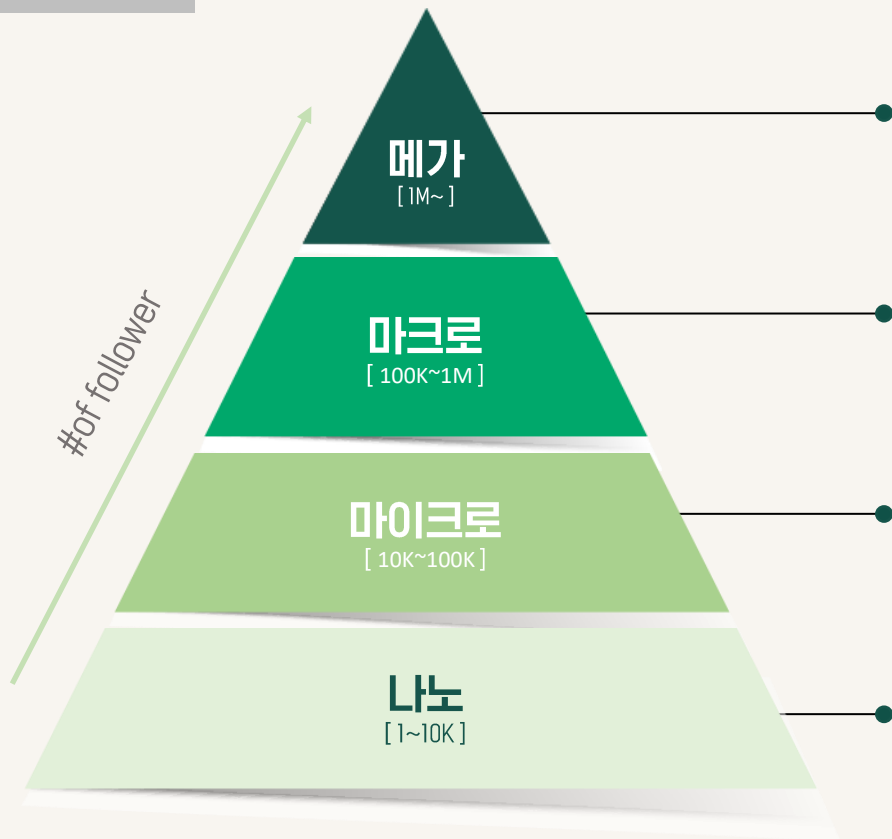 메가
[ 1M~ ]
마크로
[ 100K~1M ]
#of follower
마이크로
[ 10K~100K ]
나노
[ 1~10K ]